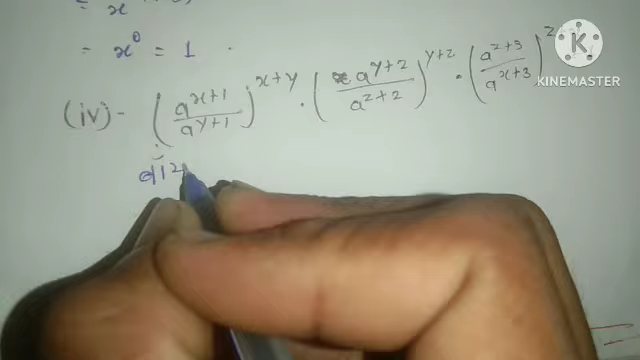 x
= x⁰ = 1 .
(iv) - (a^(x+1)/a^(y+1))^(x+y) . (a^(y+2)/a^(z+2))^(y+z) . (a^(z+3)/a^(x+3))^z
KINEMASTER